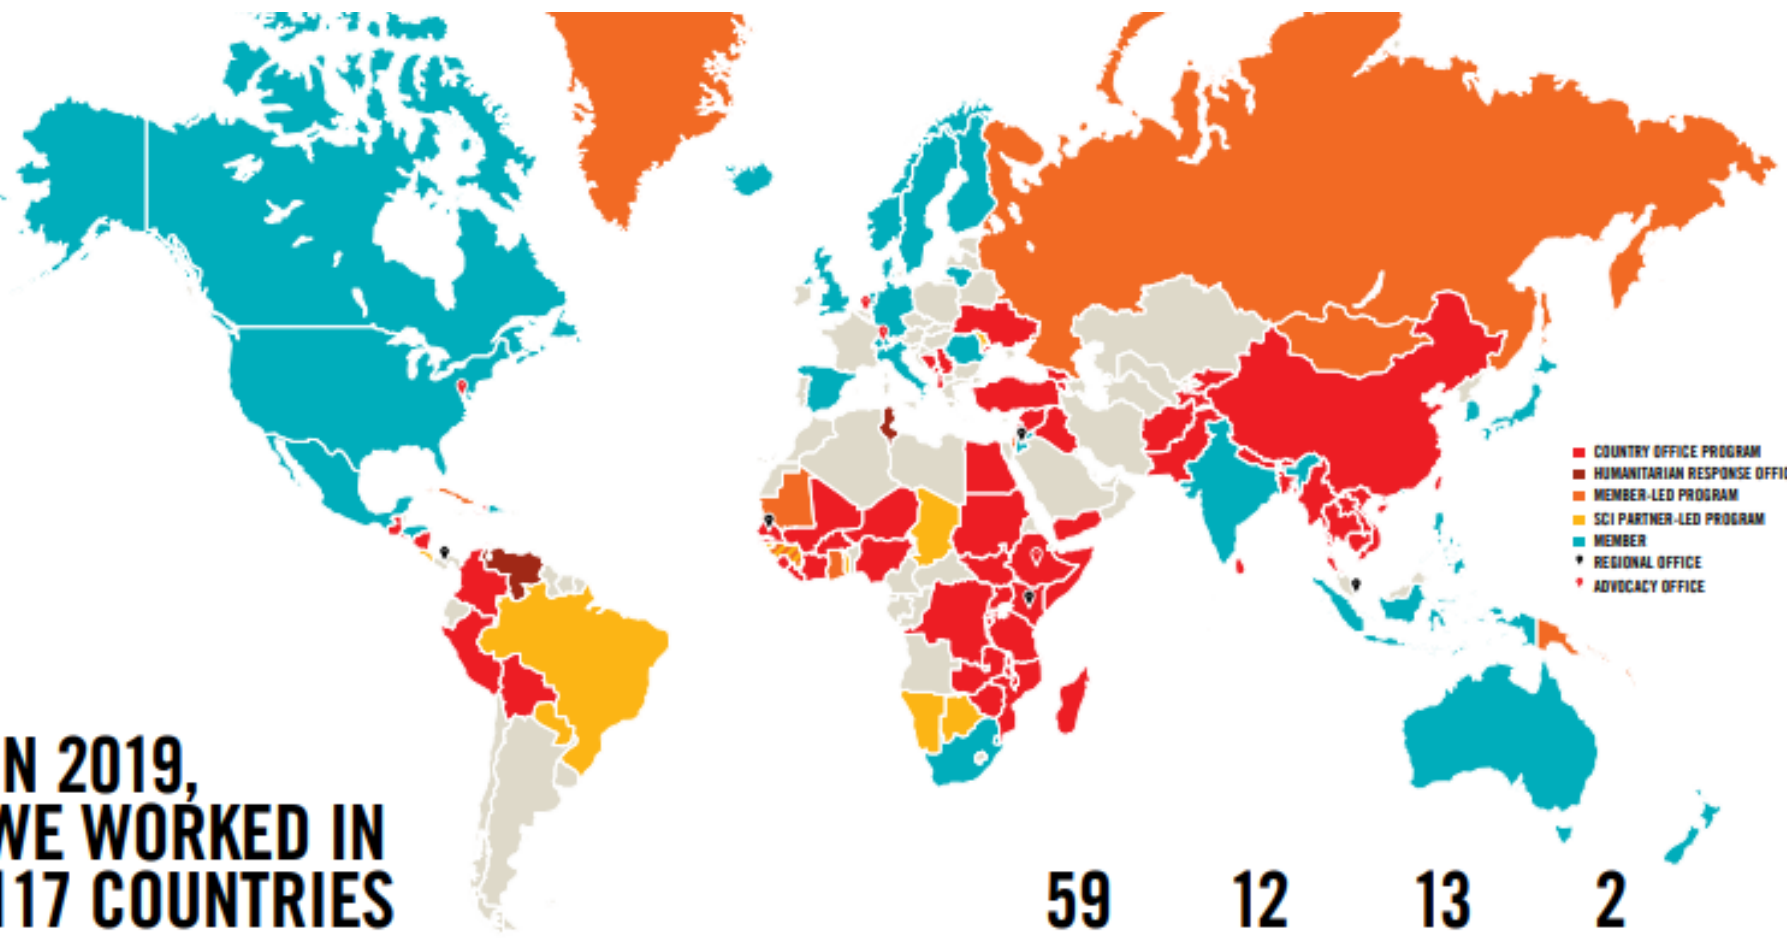 COUNTRY OFFICE PROGRAM
HUMANITARIAN RESPONSE OFFIC
MEMBER-LED PROGRAM
SCI PARTNER-LED PROGRAM
MEMBER
REGIONAL OFFICE
ADVOCACY OFFICE
N 2019,
WE WORKED IN
117 COUNTRIES
59 12 13 2